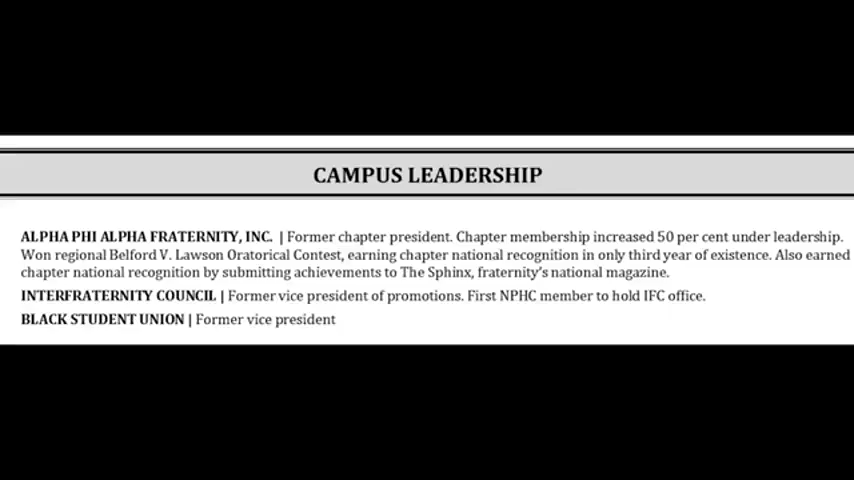 CAMPUS LEADERSHIP
ALPHA PHI ALPHA FRATERNITY, INC. | Former chapter president. Chapter membership increased 50 per cent under leadership.
Won regional Belford V. Lawson Oratorical Contest, earning chapter national recognition in only third year of existence. Also earned
chapter national recognition by submitting achievements to The Sphinx, fraternity's national magazine.
INTERFRATERNITY COUNCIL | Former vice president of promotions. First NPHC member to hold IFC office.
BLACK STUDENT UNION | Former vice president